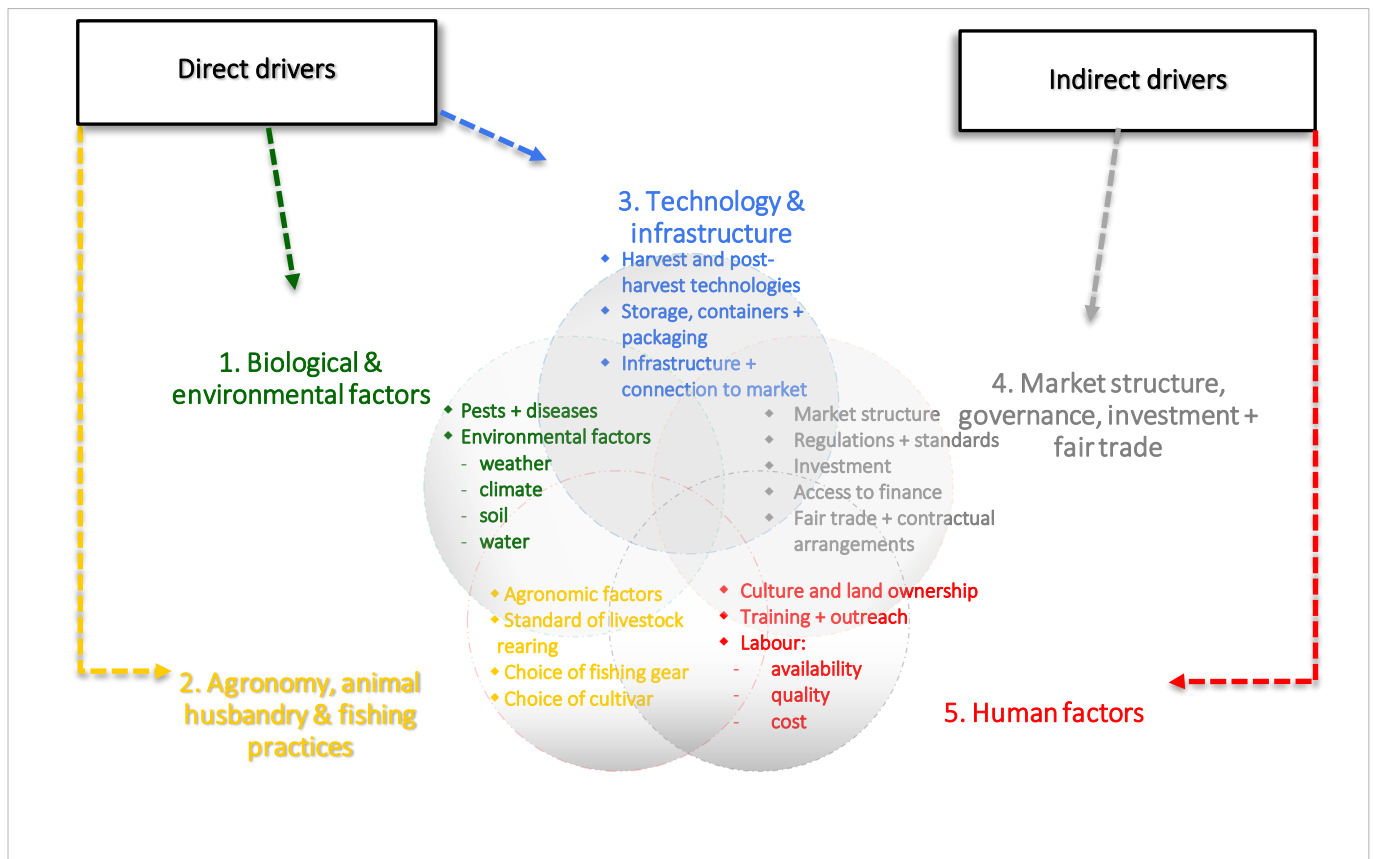 Direct drivers
Indirect drivers
3. Technology &
infrastructure
◆ Harvest and post-
harvest technologies
◆ Storage, containers +
packaging
◆ Infrastructure +
connection to market
1. Biological &
environmental factors
◆ Pests + diseases
◆ Environmental factors
- weather
- climate
- soil
- water
4. Market structure,
governance, investment +
fair trade
◆ Market structure
◆ Regulations + standards
◆ Investment
◆ Access to finance
◆ Fair trade + contractual
arrangements
2. Agronomy, animal
husbandry & fishing
practices
◆ Agronomic factors
◆ Standard of livestock
rearing
◆ Choice of fishing gear
◆ Choice of cultivar
◆ Culture and land ownership
◆ Training + outreach
◆ Labour:
- availability
- quality
- cost
5. Human factors